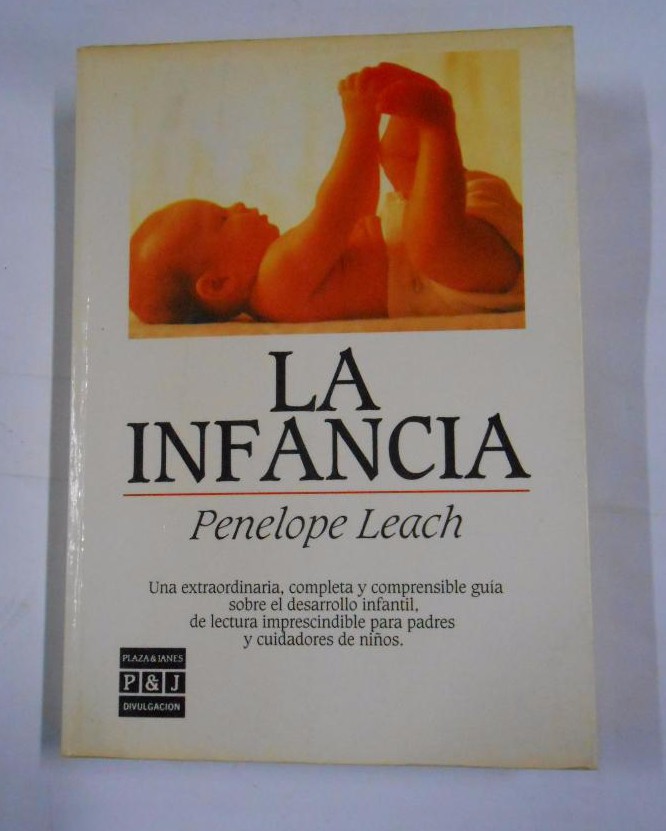 LA
INFANCIA
Penelope Leach
Una extraordinaria, completa y comprensible guía
sobre el desarrollo infantil,
de lectura imprescindible para padres
y cuidadores de niños.
PLAZA & JANES
P & J
DIVULGACION